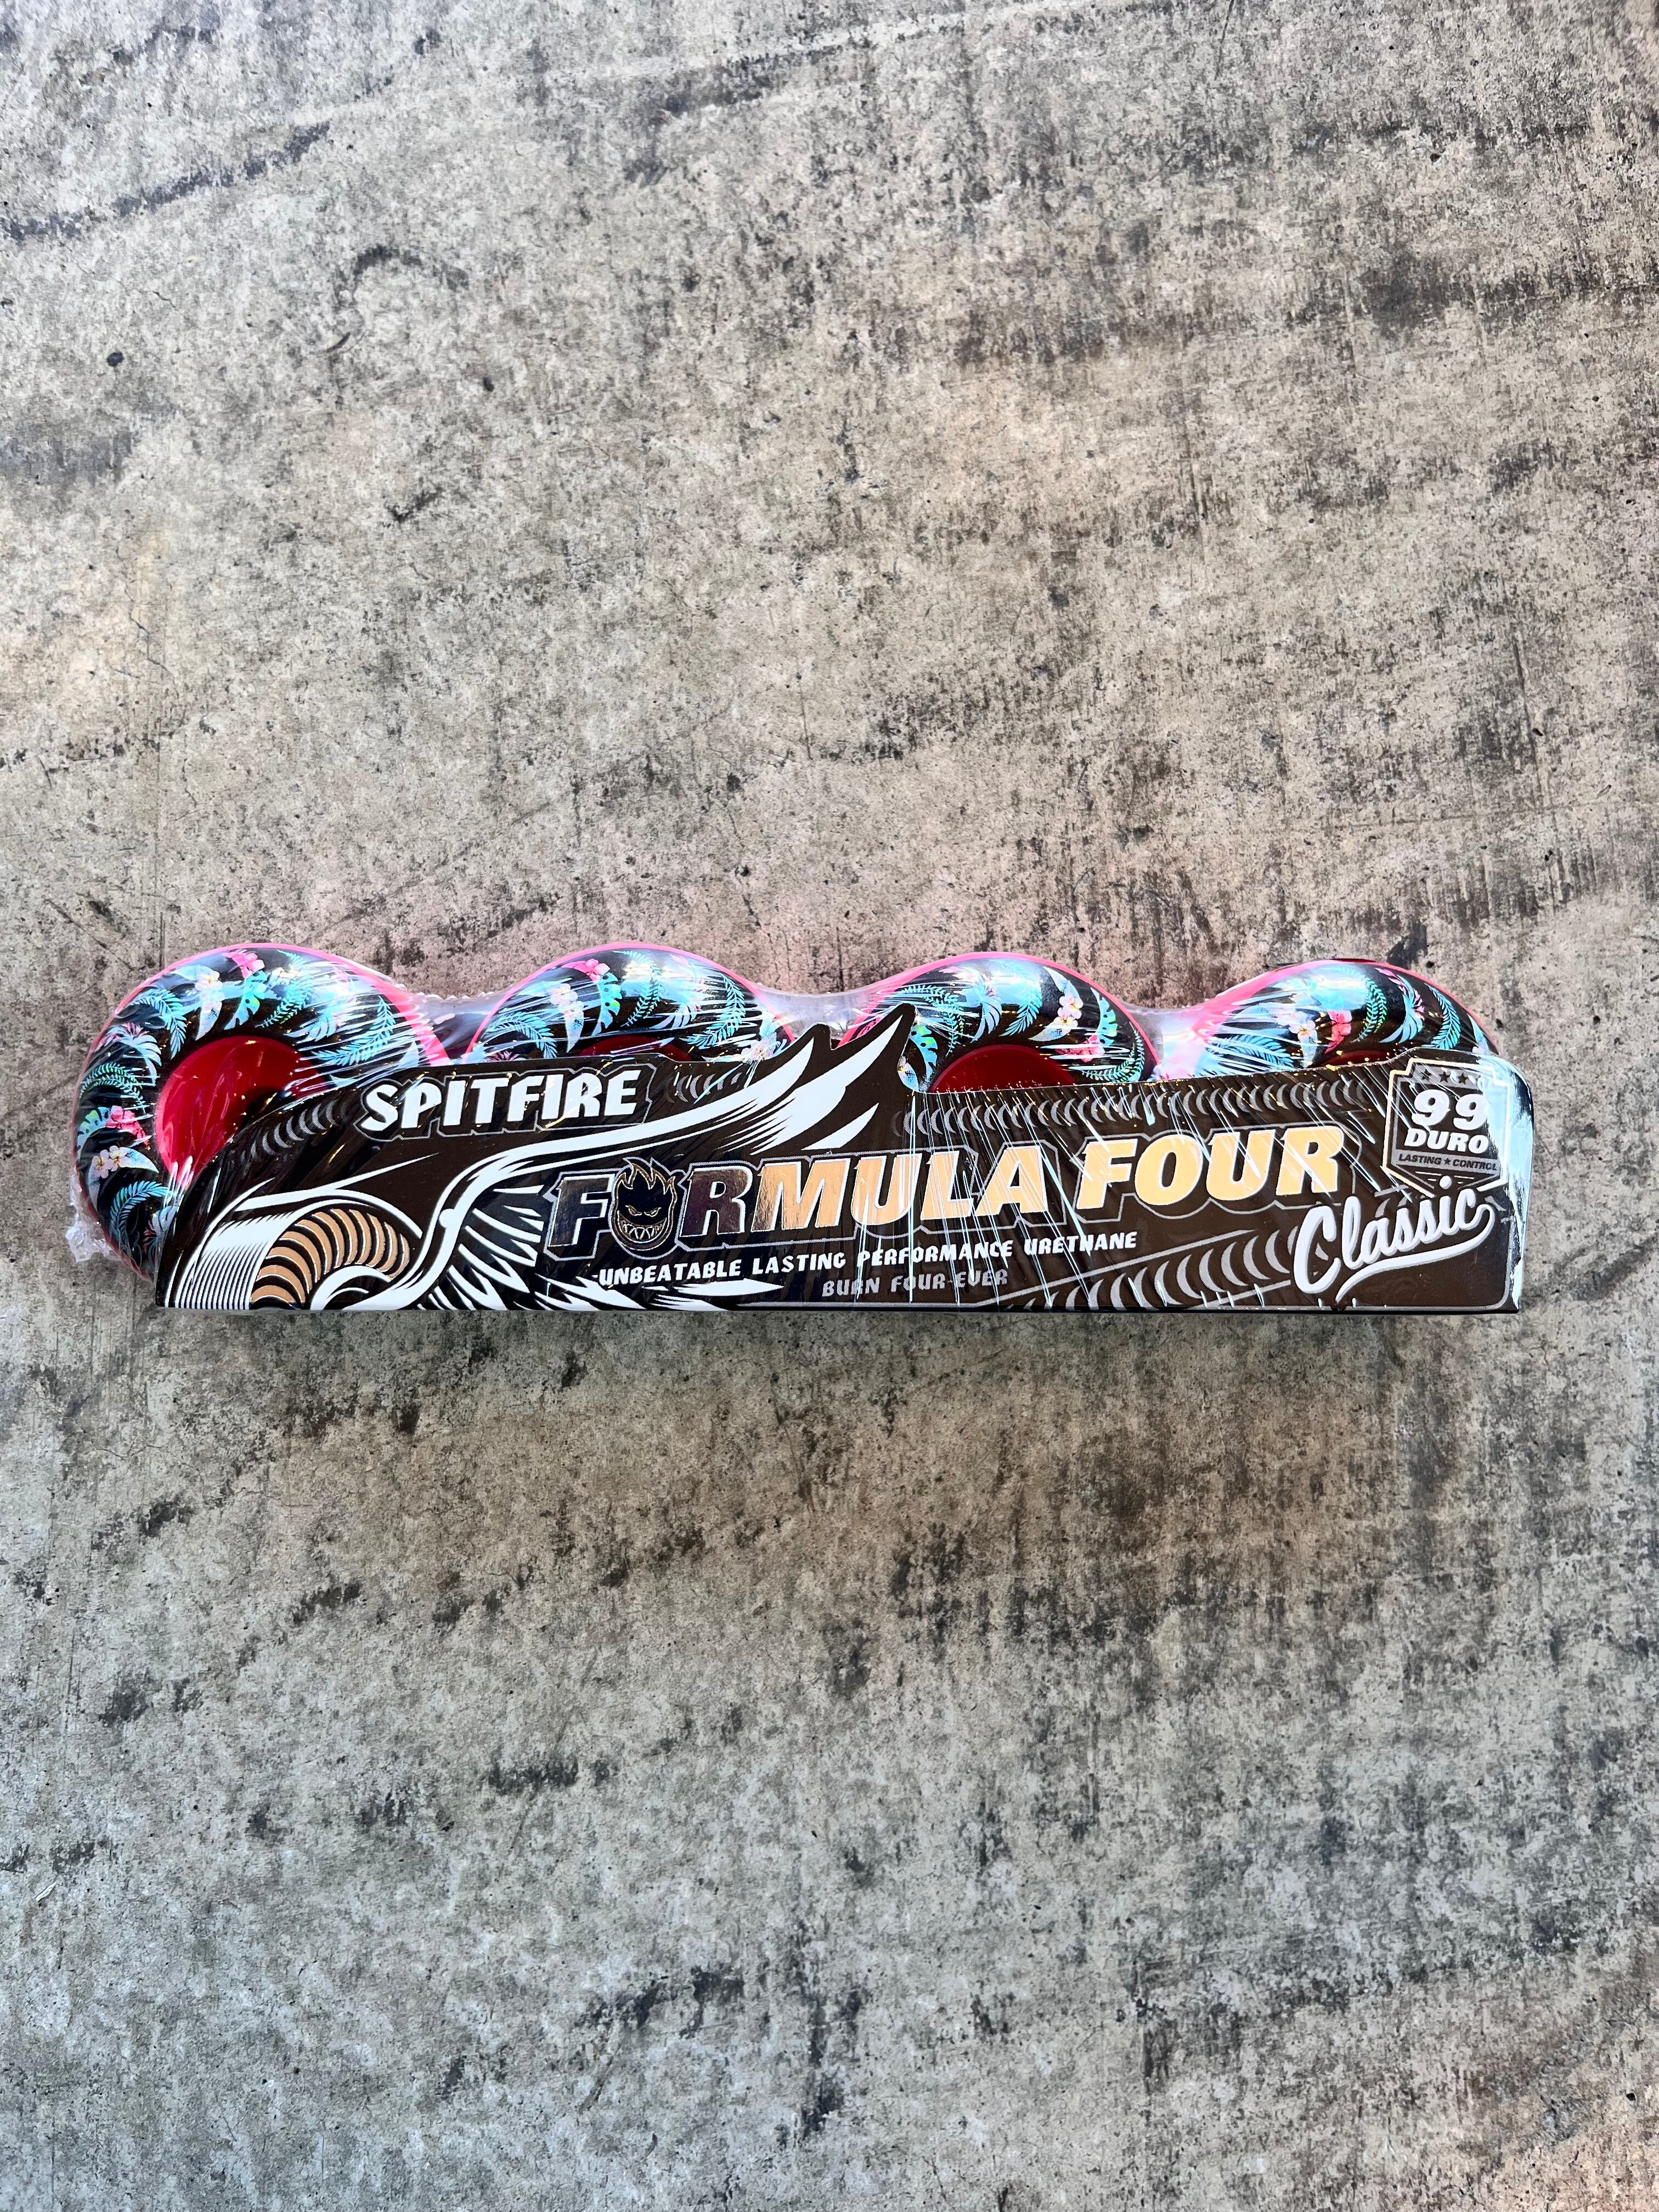 SPITFIRE
FORMULA FOUR
UNBEATABLE LASTING PERFORMANCE URETHANE
BURN FOUR-EVER
99
DURO
LASTING ★ CONTROL
Classic